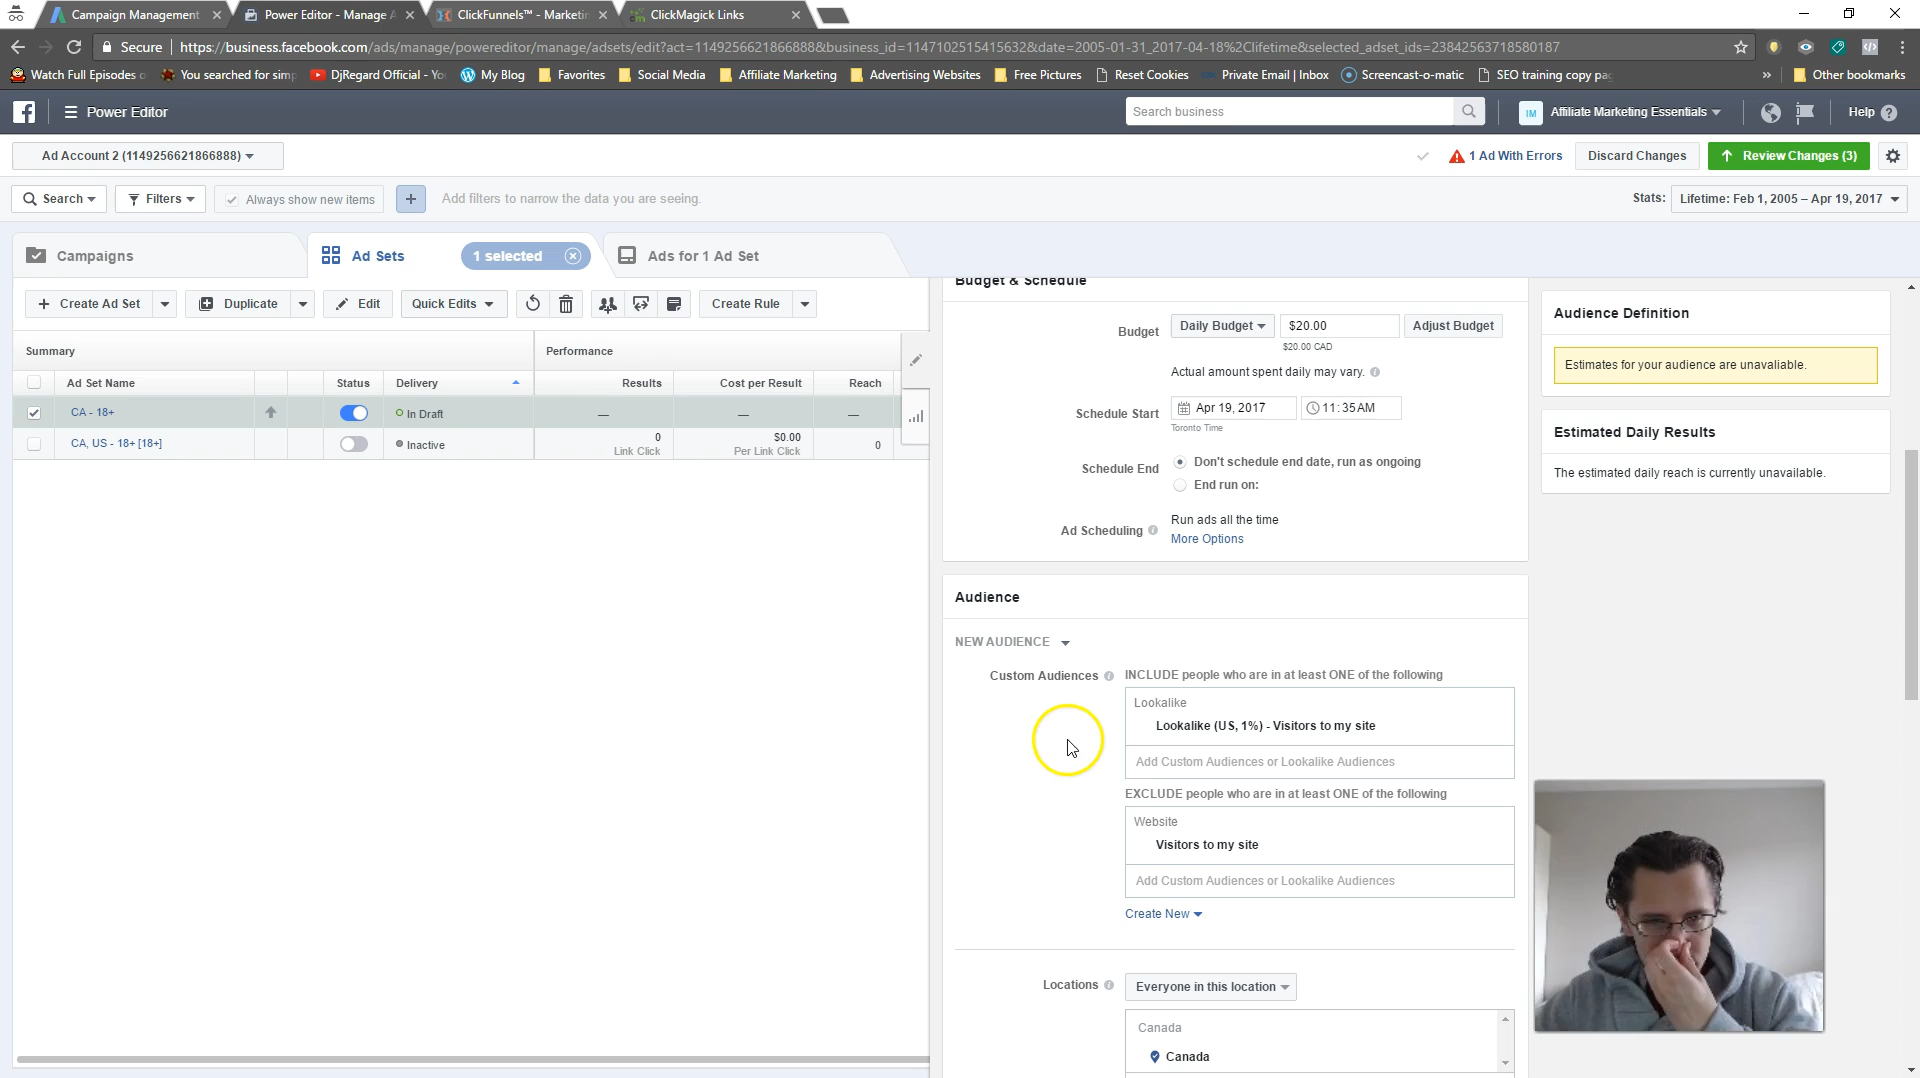 Campaign Management
Power Editor - Manage A
ClickFunnels™ - Marketin
ClickMagick Links
Secure
https://business.facebook.com/ads/manage/powereditor/manage/adsets/edit?act=1149256621866888&business_id=1147102515415632&date=2005-01-31_2017-04-18%2Clifetime&selected_adset_ids=23842563718580187
Watch Full Episodes o
You searched for simp
DjRegard Official - Yo
My Blog
Favorites
Social Media
Affiliate Marketing
Advertising Websites
Free Pictures
Reset Cookies
Private Email | Inbox
Screencast-o-matic
SEO training copy pag
»
Other bookmarks
Power Editor
Search business
IM
Affiliate Marketing Essentials
Help
Ad Account 2 (1149256621866888)
1 Ad With Errors
Discard Changes
Review Changes (3)
Search
Filters
Always show new items
+
Add filters to narrow the data you are seeing.
Stats:
Lifetime: Feb 1, 2005 – Apr 19, 2017
Campaigns
Ad Sets
1 selected
Ads for 1 Ad Set
Create Ad Set
Duplicate
Edit
Quick Edits
Create Rule
Summary
Performance
Ad Set Name
Status
Delivery
Results
Cost per Result
Reach
CA - 18+
In Draft
—
—
—
CA, US - 18+ [18+]
Inactive
0
Link Click
$0.00
Per Link Click
0
Budget & Schedule
Budget
Daily Budget
$20.00
Adjust Budget
$20.00 CAD
Actual amount spent daily may vary.
Schedule Start
Apr 19, 2017
11:35AM
Toronto Time
Schedule End
Don't schedule end date, run as ongoing
End run on:
Ad Scheduling
Run ads all the time
More Options
Audience
NEW AUDIENCE
Custom Audiences
INCLUDE people who are in at least ONE of the following
Lookalike
Lookalike (US, 1%) - Visitors to my site
Add Custom Audiences or Lookalike Audiences
EXCLUDE people who are in at least ONE of the following
Website
Visitors to my site
Add Custom Audiences or Lookalike Audiences
Create New
Locations
Everyone in this location
Canada
Canada
Audience Definition
Estimates for your audience are unavaliable.
Estimated Daily Results
The estimated daily reach is currently unavailable.